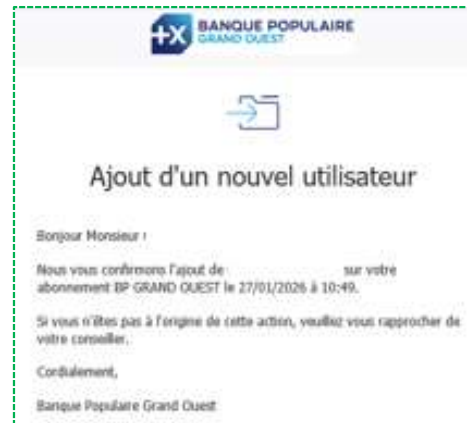 BANQUE POPULAIRE
GRAND OUEST
Ajout d'un nouvel utilisateur
Bonjour Monsieur
Nous vous confirmons l'ajout de sur votre
abonnement BP GRAND OUEST le 27/01/2026 à 10:49.
Si vous n'êtes pas à l'origine de cette action, veuillez vous rapprocher de
votre conseiller.
Cordialement,
Banque Populaire Grand Ouest